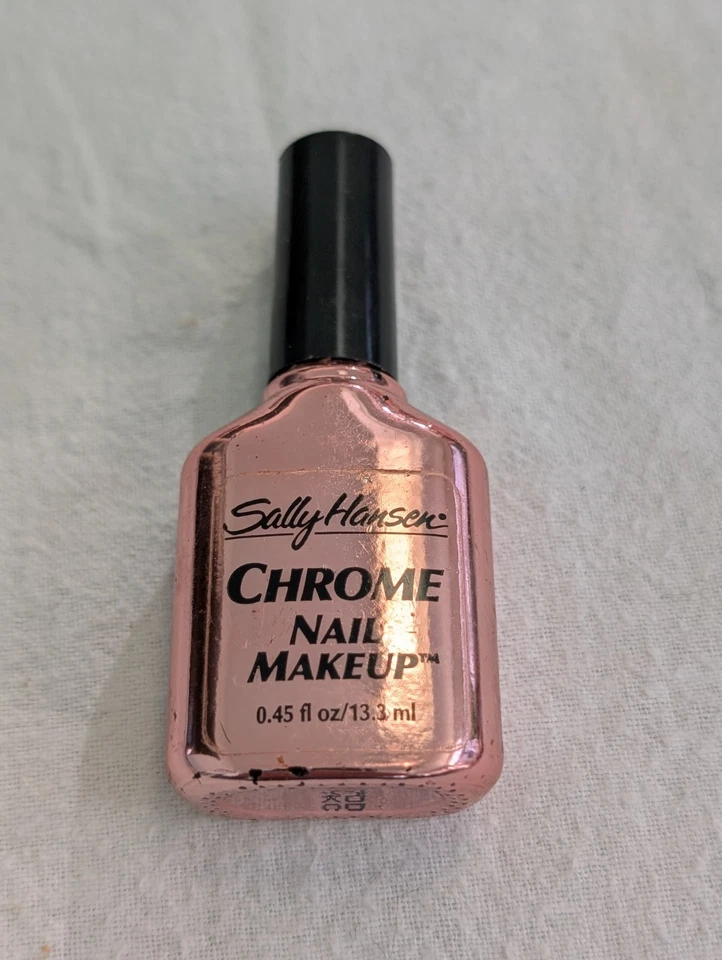 Sally Hansen®
CHROME
NAIL
MAKEUP™
0.45 fl oz/13.3 ml